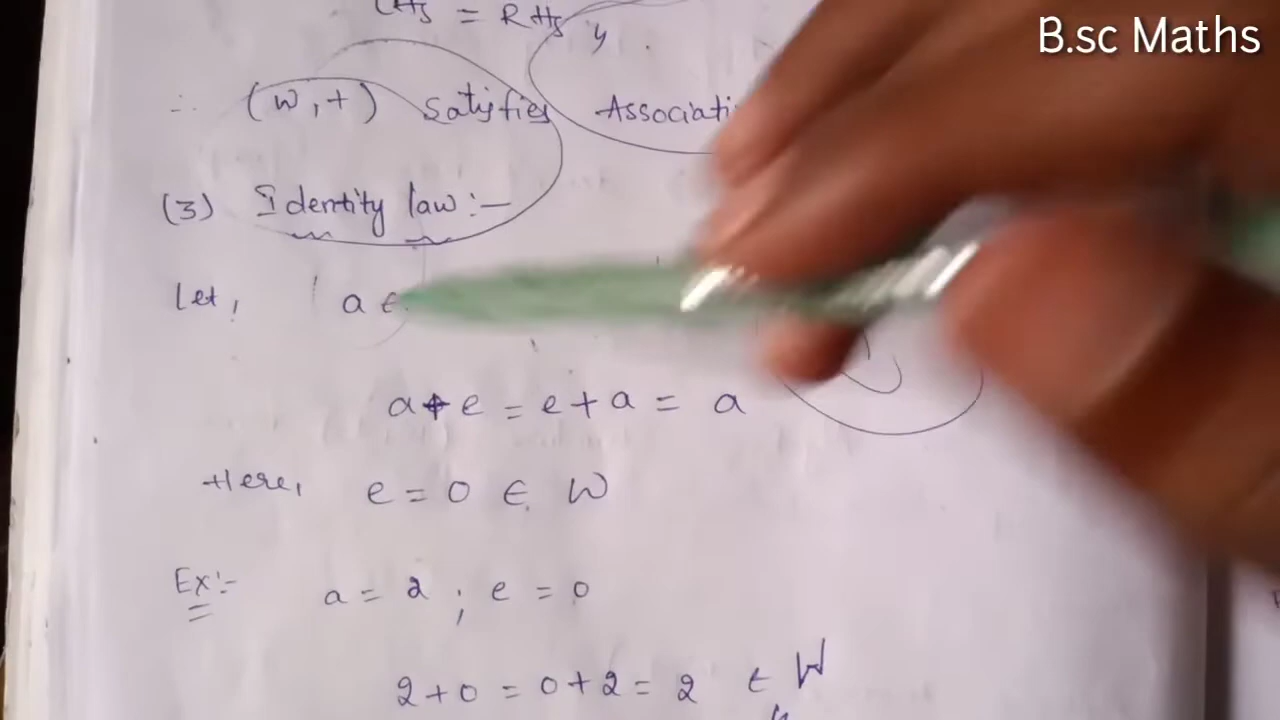 LHS = RHS
B.sc Maths
∴ (W,+) satisfies
(3) Identity law:-
Let, a ∈
a+e = e+a = a
Here, e = 0 ∈ W
Ex:- a = 2 ; e = 0
2+0 = 0+2 = 2 ∈ W